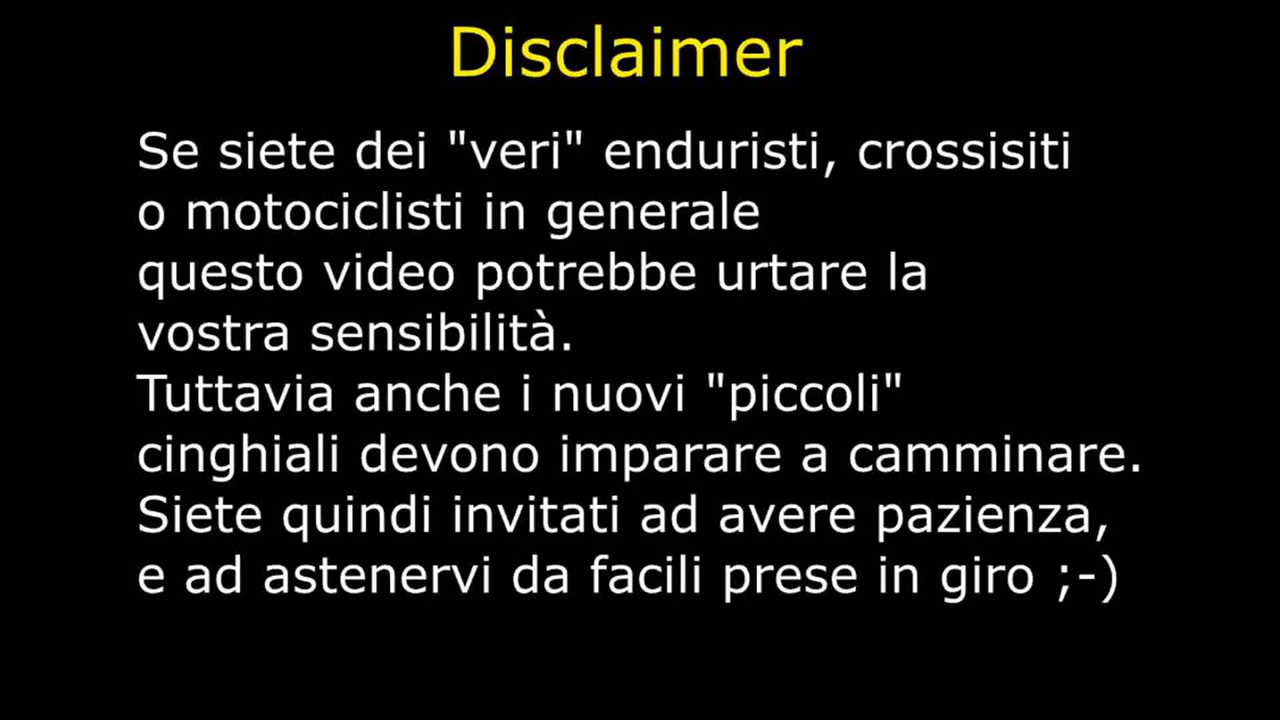 Disclaimer
Se siete dei "veri" enduristi, crossisiti
o motociclisti in generale
questo video potrebbe urtare la
vostra sensibilità.
Tuttavia anche i nuovi "piccoli"
cinghiali devono imparare a camminare.
Siete quindi invitati ad avere pazienza,
e ad astenervi da facili prese in giro ;-)